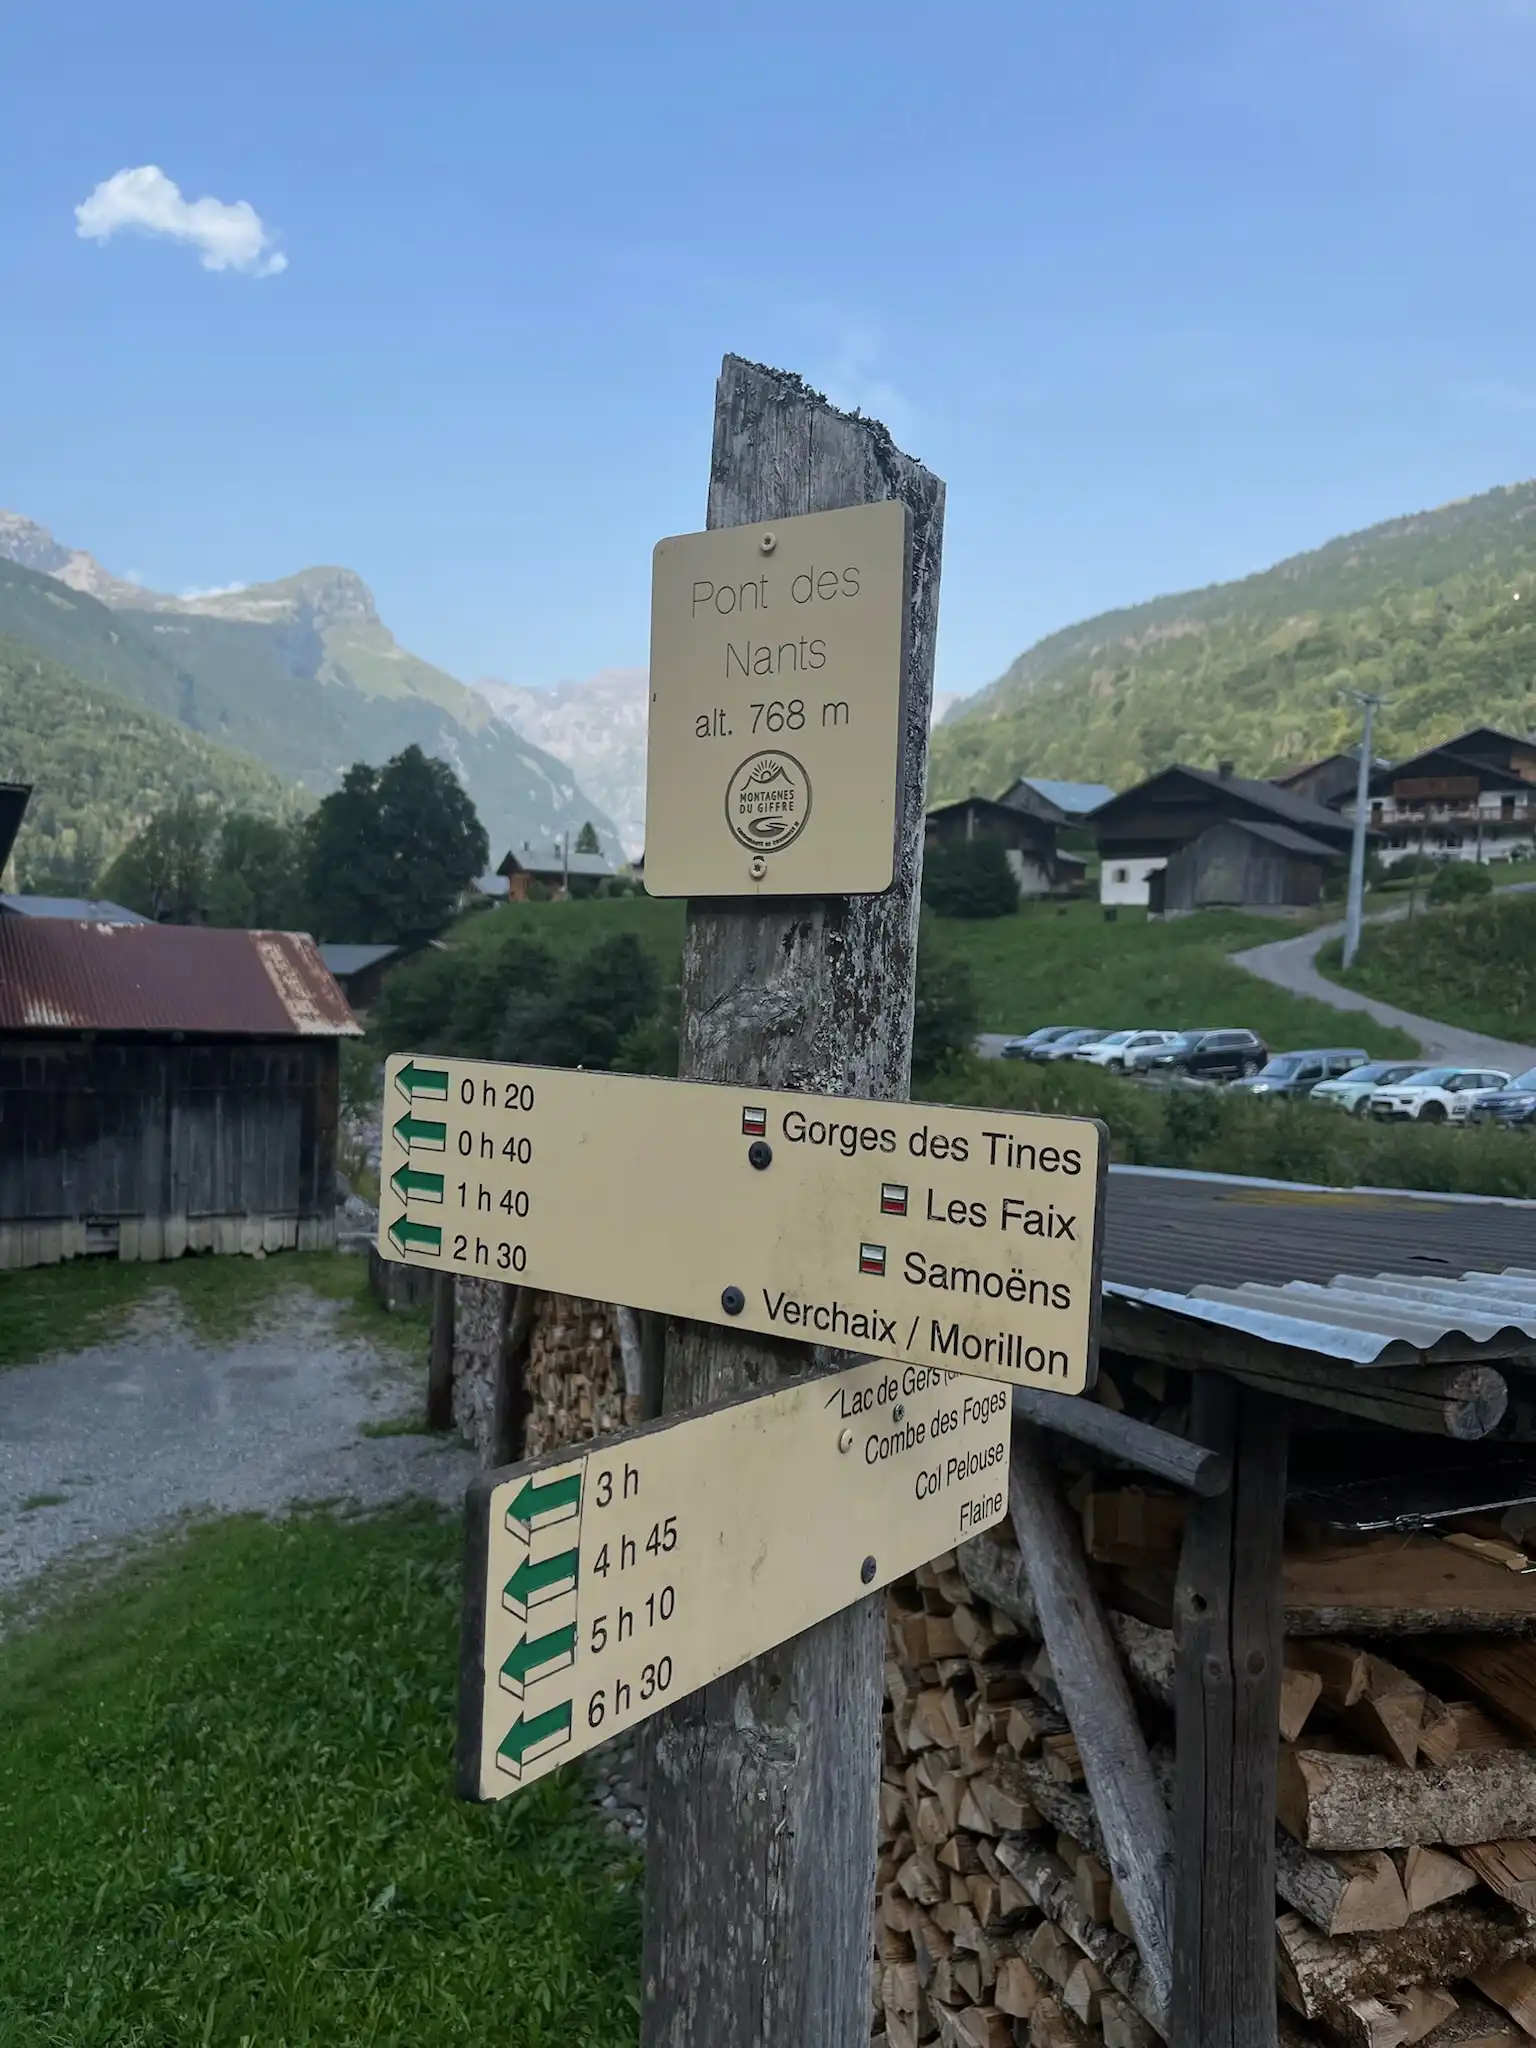 Pont des
Nants
alt. 768 m
MONTAGNES
DU GIFFRE
0 h 20 Gorges des Tines
0 h 40 Les Faix
1 h 40 Samoëns
2 h 30 Verchaix / Morillon
3 h Lac de Gers
4 h 45 Combe des Foges
5 h 10 Col Pelouse
6 h 30 Flaine